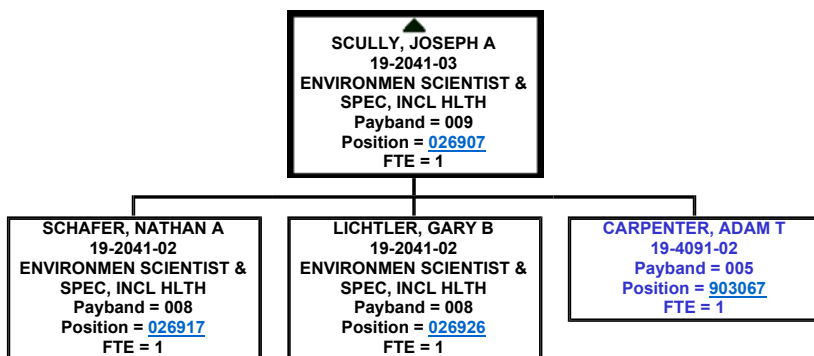 SCULLY, JOSEPH A
19-2041-03
ENVIRONMEN SCIENTIST &
SPEC, INCL HLTH
Payband = 009
Position = 026907
FTE = 1
SCHAFER, NATHAN A
19-2041-02
ENVIRONMEN SCIENTIST &
SPEC, INCL HLTH
Payband = 008
Position = 026917
FTE = 1
LICHTLER, GARY B
19-2041-02
ENVIRONMEN SCIENTIST &
SPEC, INCL HLTH
Payband = 008
Position = 026926
FTE = 1
CARPENTER, ADAM T
19-4091-02
Payband = 005
Position = 903067
FTE = 1